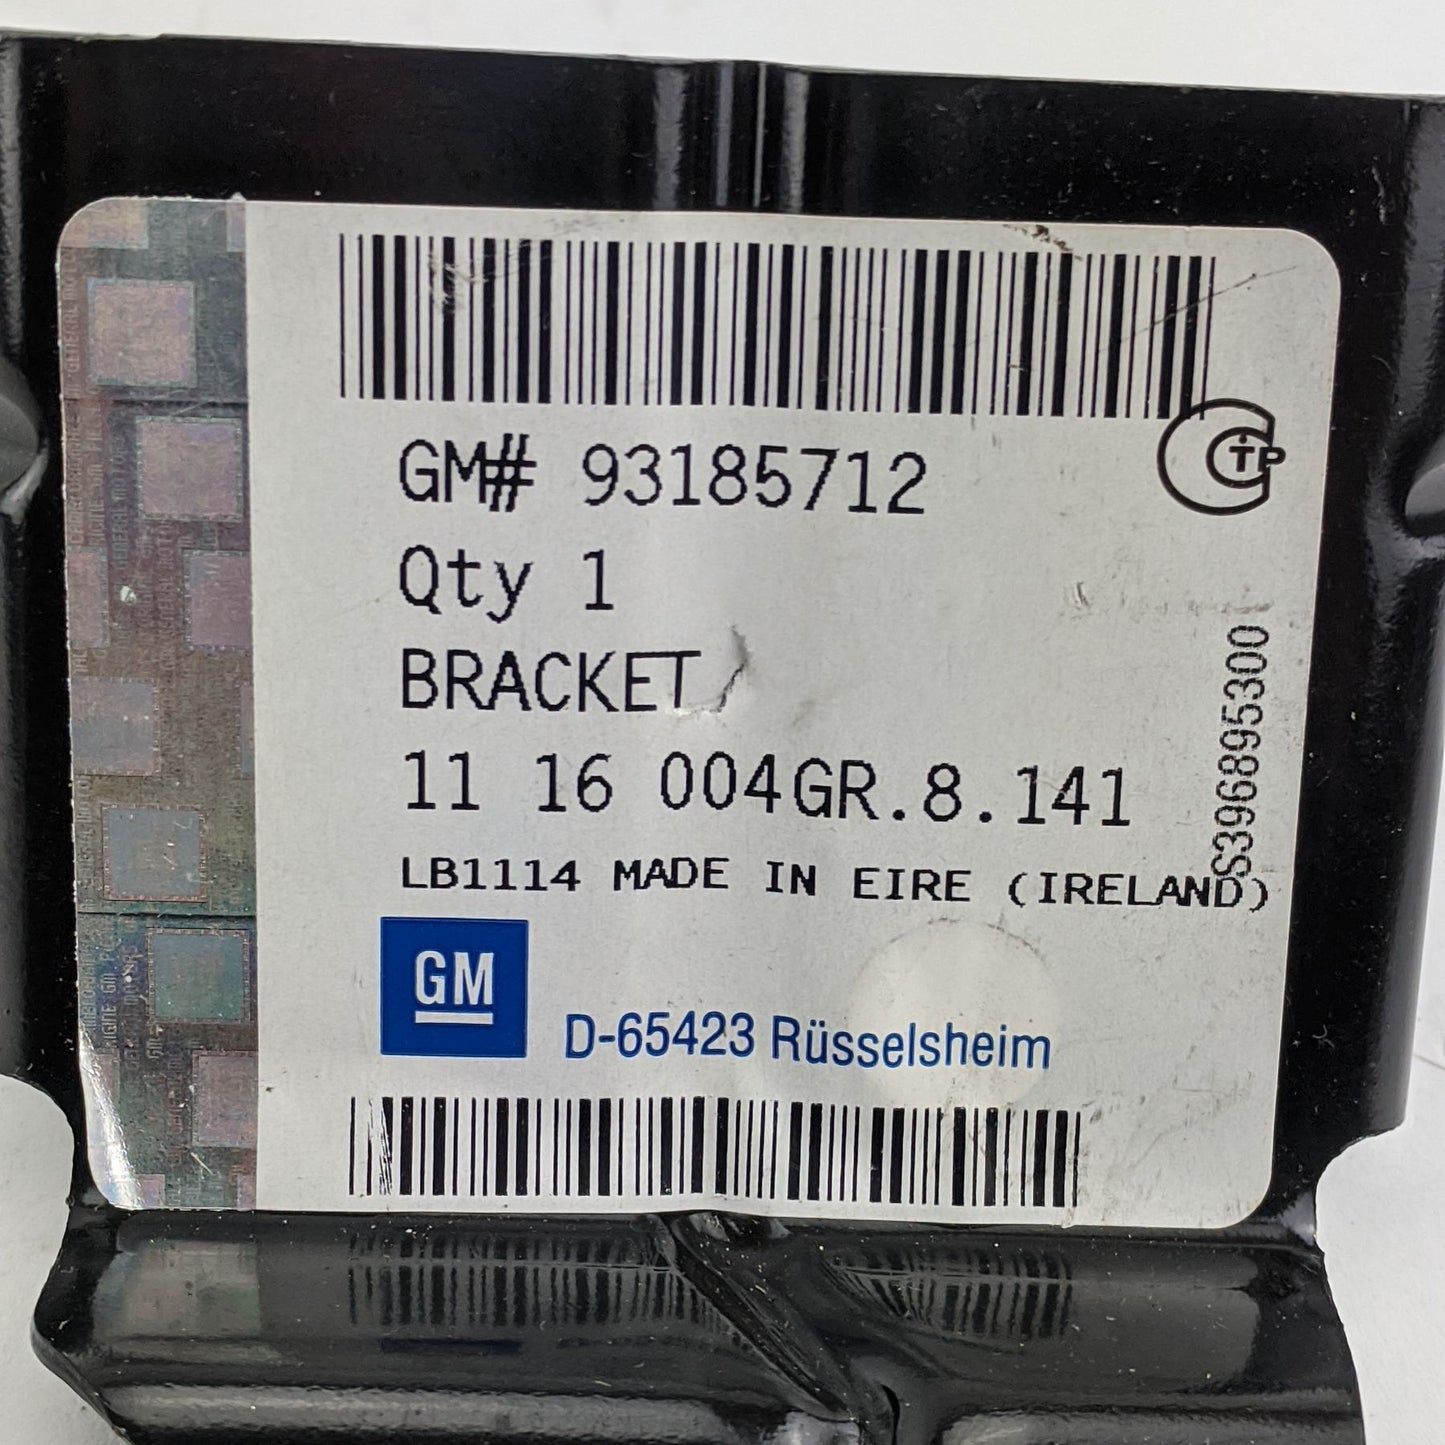 GM# 93185712
Qty 1
BRACKET
11 16 004GR.8.141
LB1114 MADE IN EIRE (IRELAND)
GM
D-65423 Rüsselsheim
S396895300